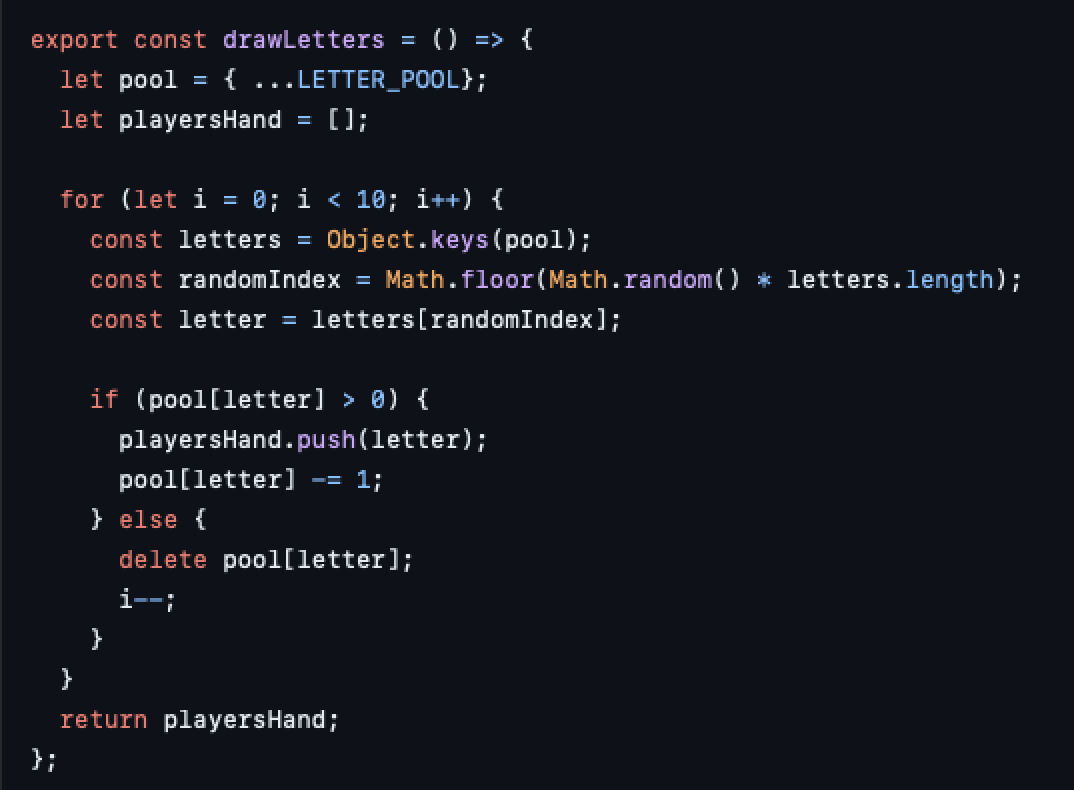 export const drawLetters = () => {
  let pool = { ...LETTER_POOL};
  let playersHand = [];

  for (let i = 0; i < 10; i++) {
    const letters = Object.keys(pool);
    const randomIndex = Math.floor(Math.random() * letters.length);
    const letter = letters[randomIndex];

    if (pool[letter] > 0) {
      playersHand.push(letter);
      pool[letter] -= 1;
    } else {
      delete pool[letter];
      i--;
    }
  }
  return playersHand;
};